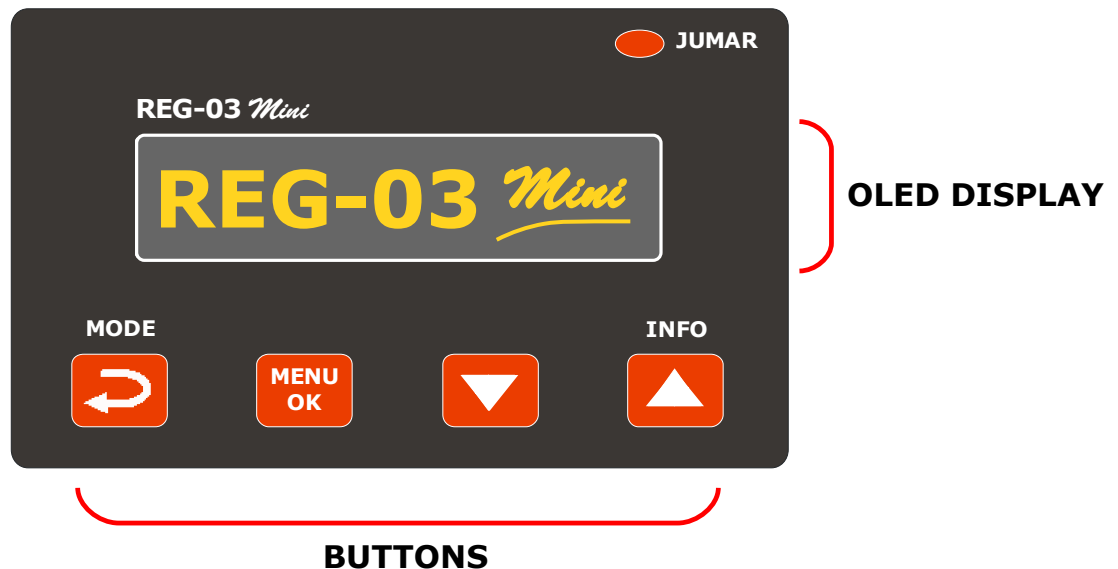 JUMAR
REG-03 Mini
REG-03 Mini
OLED DISPLAY
MODE
INFO
MENU
OK
BUTTONS